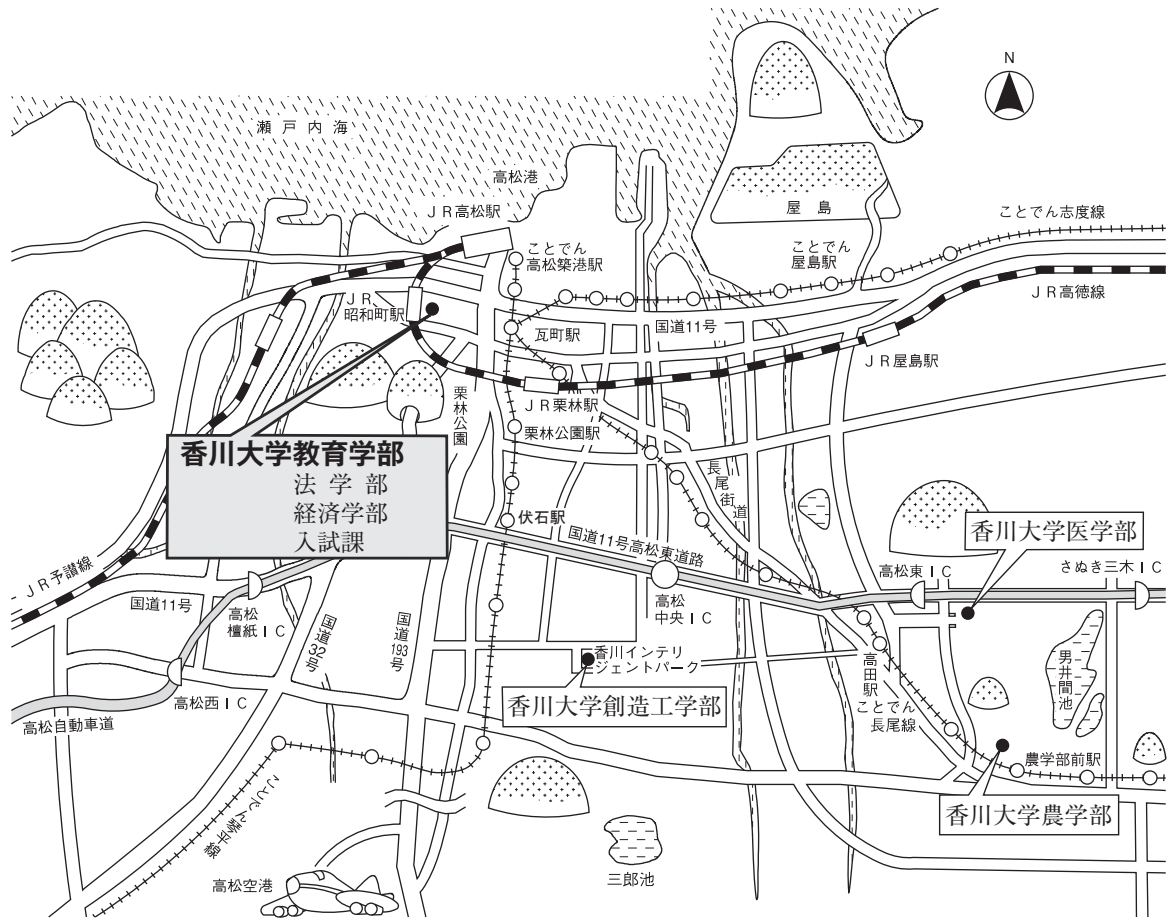 N
瀬戸内海
高松港
JR高松駅
屋島
ことでん志度線
ことでん
高松築港駅
ことでん
屋島駅
JR高徳線
JR
昭和町駅
瓦町駅
国道11号
JR屋島駅
栗林公園
JR栗林駅
栗林公園駅
香川大学教育学部
法学部
経済学部
入試課
長尾街道
伏石駅
国道11号高松東道路
香川大学医学部
高松東IC
さぬき三木IC
JR予讃線
国道11号
高松
檀紙IC
国道32号
国道193号
高松
中央IC
香川インテリ
ジェントパーク
高田駅
男井間池
香川大学創造工学部
ことでん
長尾線
高松西IC
高松自動車道
農学部前駅
香川大学農学部
ことでん琴平線
高松空港
三郎池